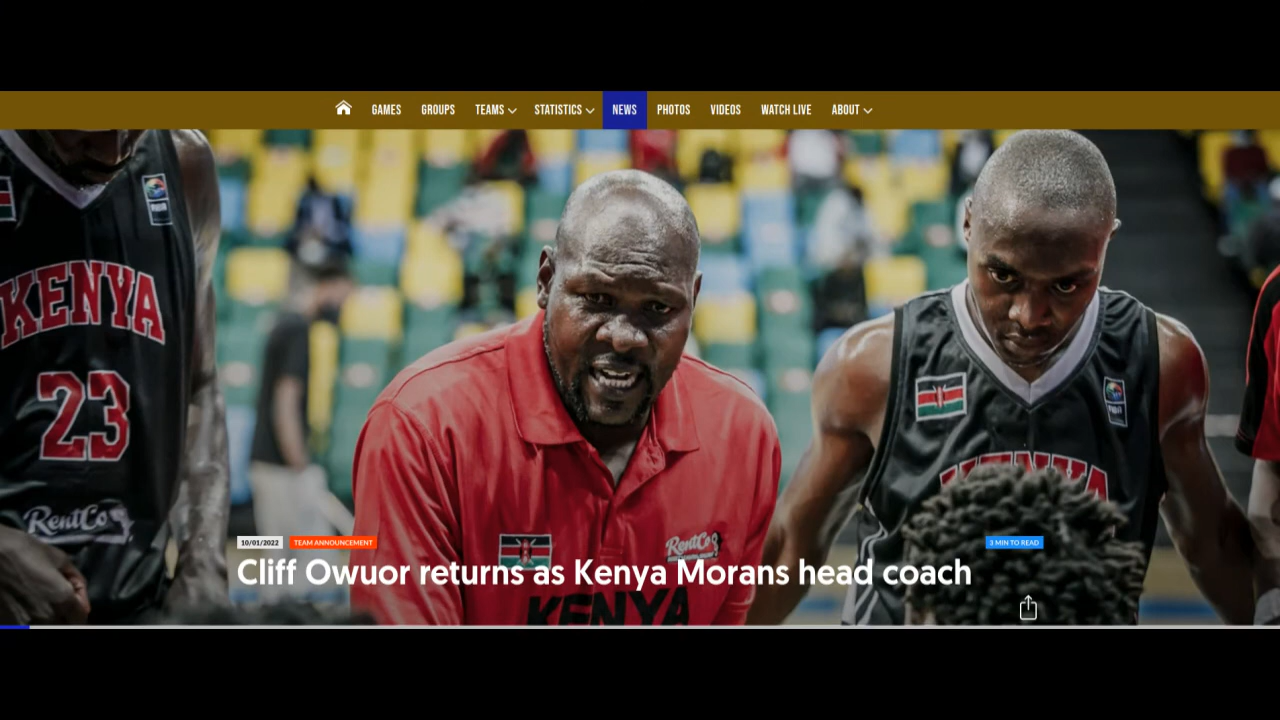 GAMES GROUPS TEAMS STATISTICS NEWS PHOTOS VIDEOS WATCH LIVE ABOUT
KENYA
23
RentCo
RentCo
KENYA
KENYA
10/01/2022 TEAM ANNOUNCEMENT 3 MIN TO READ
Cliff Owuor returns as Kenya Morans head coach